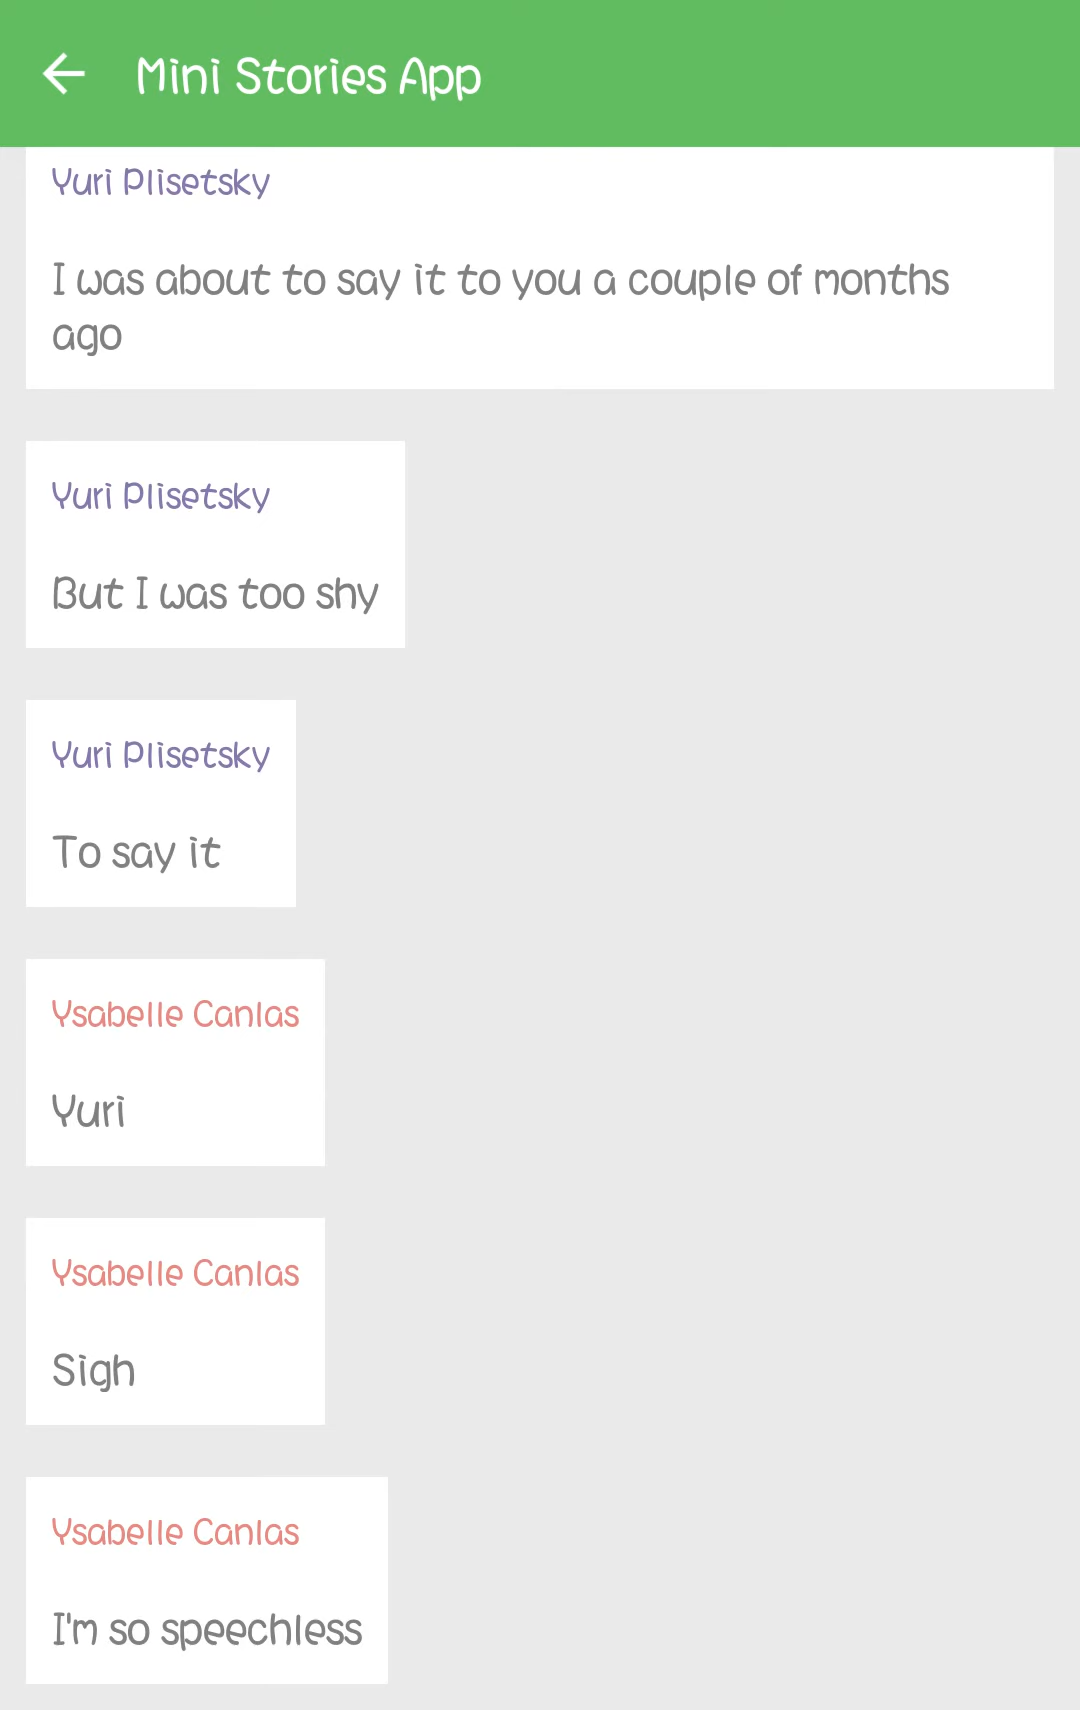 Mini Stories App
Yuri Plisetsky
I was about to say it to you a couple of months
ago
Yuri Plisetsky
But I was too shy
Yuri Plisetsky
To say it
Ysabelle Canlas
Yuri
Ysabelle Canlas
Sigh
Ysabelle Canlas
I'm so speechless